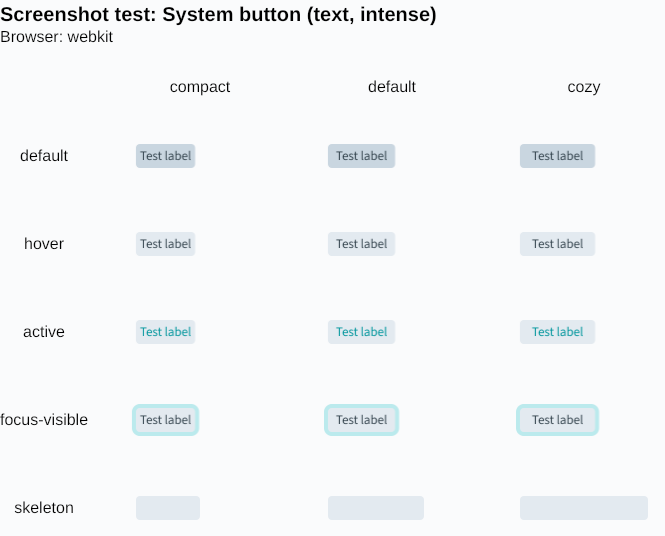 Screenshot test: System button (text, intense)
Browser: webkit
compact default cozy
default Test label Test label Test label
hover Test label Test label Test label
active Test label Test label Test label
focus-visible Test label Test label Test label
skeleton